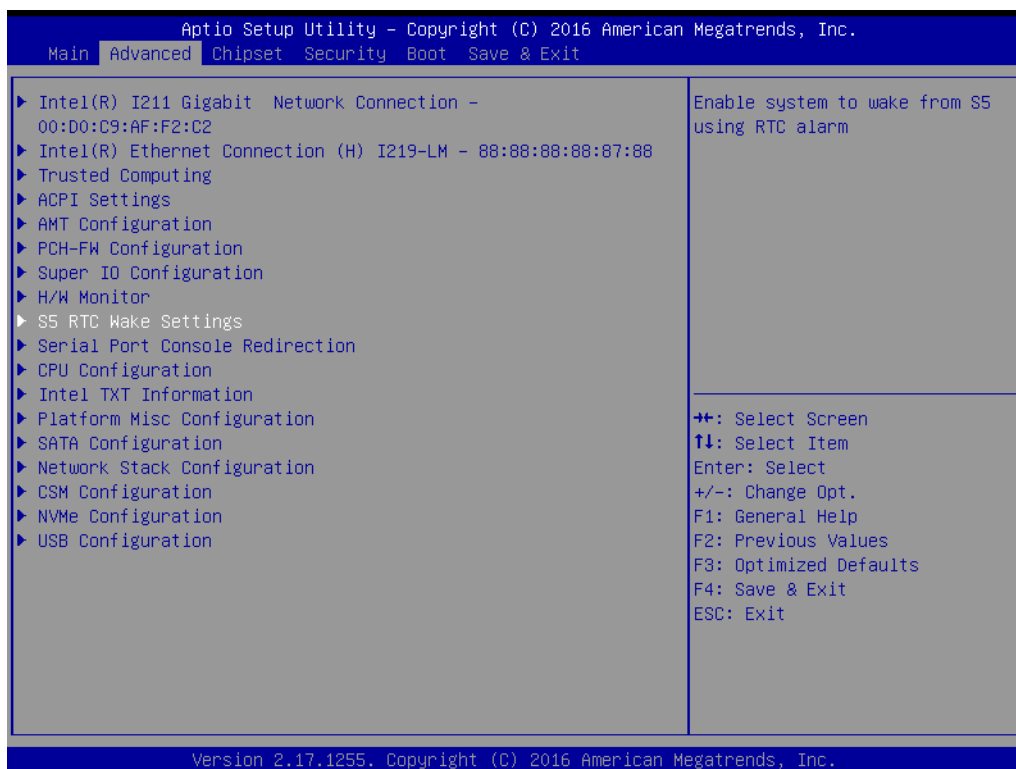 Aptio Setup Utility – Copyright (C) 2016 American Megatrends, Inc.
Main Advanced Chipset Security Boot Save & Exit
▶ Intel(R) I211 Gigabit  Network Connection –
00:D0:C9:AF:F2:C2
▶ Intel(R) Ethernet Connection (H) I219–LM – 88:88:88:88:87:88
▶ Trusted Computing
▶ ACPI Settings
▶ AMT Configuration
▶ PCH–FW Configuration
▶ Super IO Configuration
▶ H/W Monitor
▶ S5 RTC Wake Settings
▶ Serial Port Console Redirection
▶ CPU Configuration
▶ Intel TXT Information
▶ Platform Misc Configuration
▶ SATA Configuration
▶ Network Stack Configuration
▶ CSM Configuration
▶ NVMe Configuration
▶ USB Configuration
Enable system to wake from S5
using RTC alarm
→←: Select Screen
↑↓: Select Item
Enter: Select
+/–: Change Opt.
F1: General Help
F2: Previous Values
F3: Optimized Defaults
F4: Save & Exit
ESC: Exit
Version 2.17.1255. Copyright (C) 2016 American Megatrends, Inc.